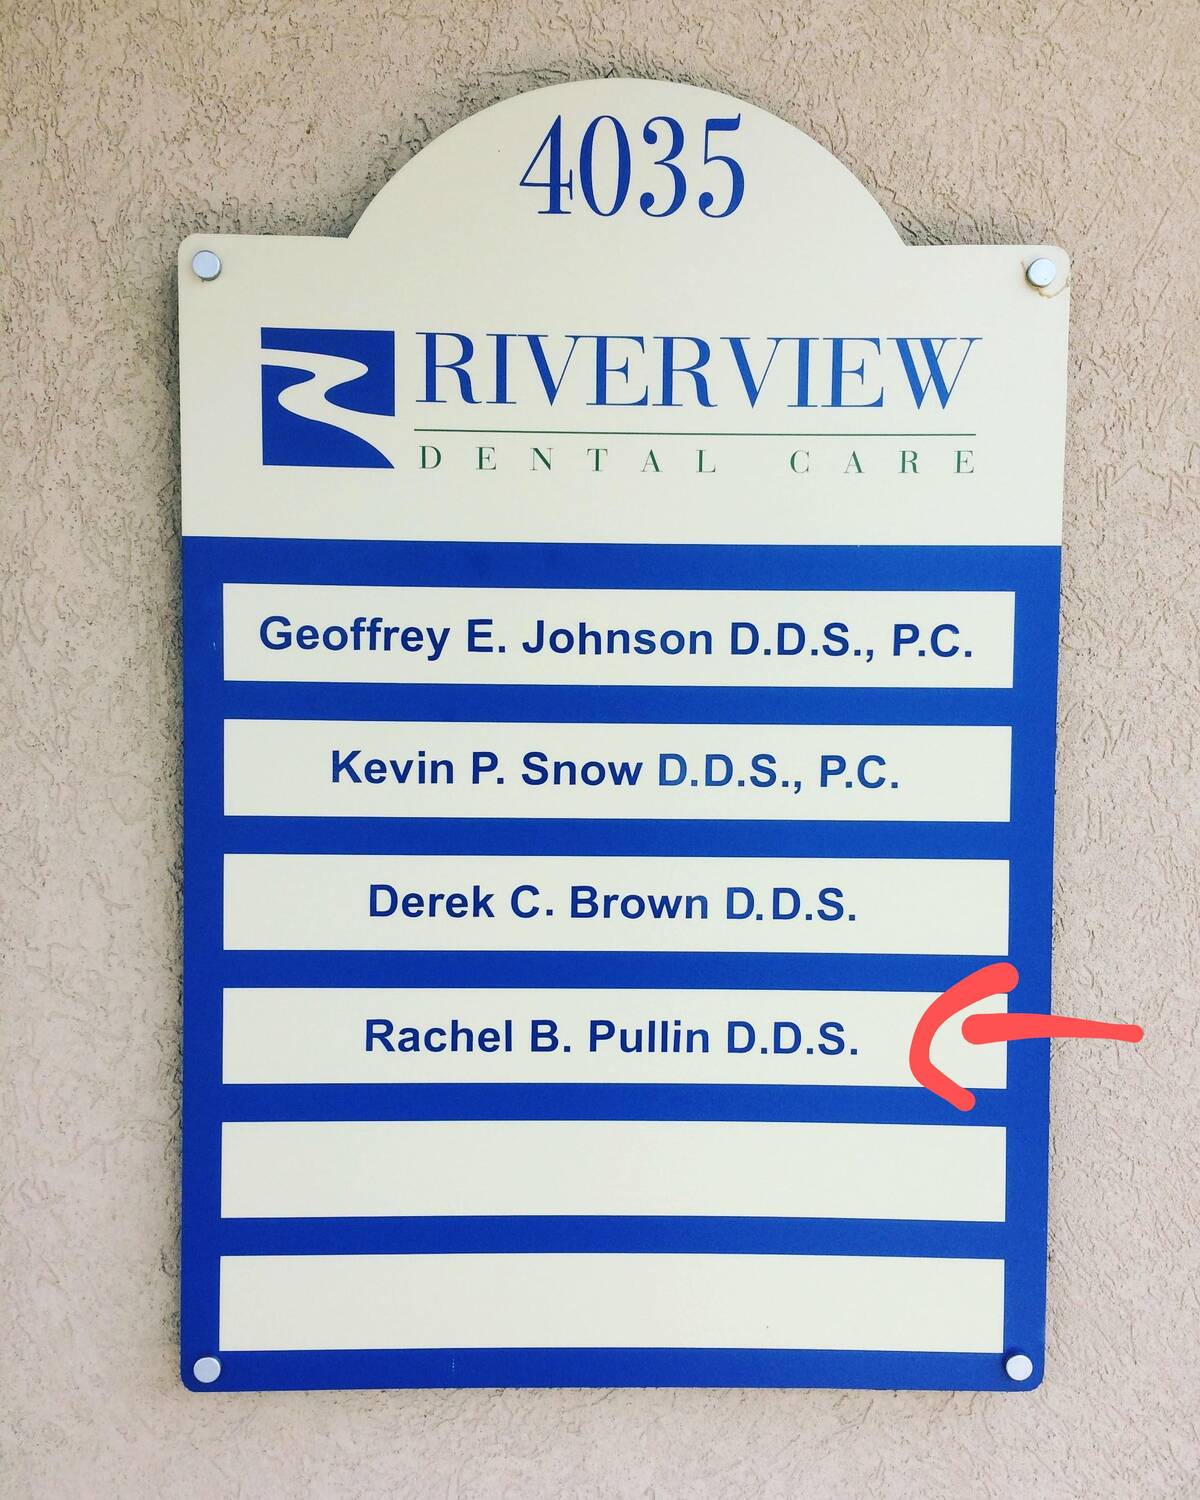 4035
RIVERVIEW
DENTAL CARE
Geoffrey E. Johnson D.D.S., P.C.
Kevin P. Snow D.D.S., P.C.
Derek C. Brown D.D.S.
Rachel B. Pullin D.D.S.